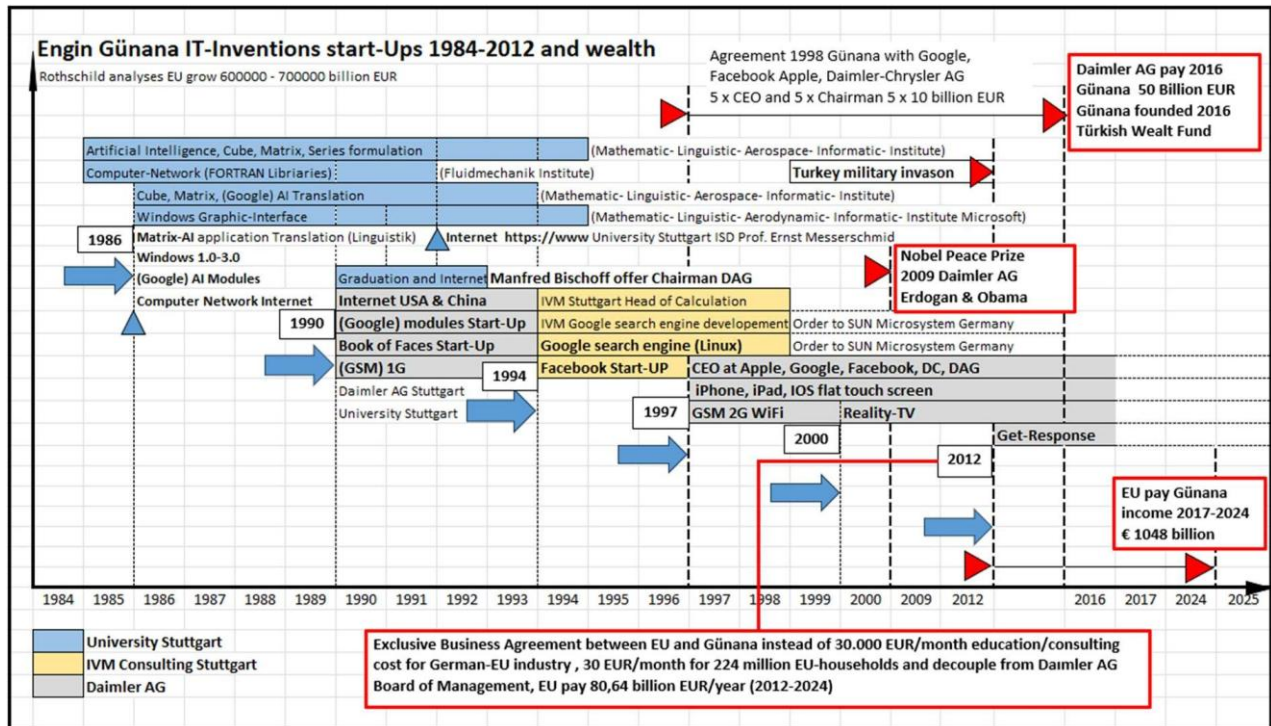 Engin Günana IT-Inventions start-Ups 1984-2012 and wealth
Rothschild analyses EU grow 600000 - 700000 billion EUR
Agreement 1998 Günana with Google,
Facebook Apple, Daimler-Chrysler AG
5 x CEO and 5 x Chairman 5 x 10 billion EUR
Daimler AG pay 2016
Günana 50 Billion EUR
Günana founded 2016
Türkish Wealt Fund
Artificial Intelligence, Cube, Matrix, Series formulation
(Mathematic- Linguistic- Aerospace- Informatic- Institute)
Computer-Network (FORTRAN Libriaries)
(Fluidmechanik Institute)
Turkey military invason
Cube, Matrix, (Google) AI Translation
(Mathematic- Linguistic- Aerospace- Informatic- Institute)
Windows Graphic-Interface
(Mathematic- Linguistic- Aerodynamic- Informatic- Institute Microsoft)
1986
Matrix-AI application Translation (Linguistik)
Internet https://www University Stuttgart ISD Prof. Ernst Messerschmid
Windows 1.0-3.0
(Google) AI Modules
Computer Network Internet
Nobel Peace Prize
2009 Daimler AG
Erdogan & Obama
Graduation and Internet
Manfred Bischoff offer Chairman DAG
Internet USA & China
IVM Stuttgart Head of Calculation
1990
(Google) modules Start-Up
IVM Google search engine developement
Order to SUN Microsystem Germany
Book of Faces Start-Up
Google search engine (Linux)
Order to SUN Microsystem Germany
(GSM) 1G
1994
Facebook Start-UP
CEO at Apple, Google, Facebook, DC, DAG
Daimler AG Stuttgart
iPhone, iPad, IOS flat touch screen
University Stuttgart
1997
GSM 2G WiFi
Reality-TV
2000
Get-Response
2012
EU pay Günana
income 2017-2024
€ 1048 billion
1984 1985 1986 1987 1988 1989 1990 1991 1992 1993 1994 1995 1996 1997 1998 1999 2000 2009 2012 2016 2017 2024 2025
University Stuttgart
IVM Consulting Stuttgart
Daimler AG
Exclusive Business Agreement between EU and Günana instead of 30.000 EUR/month education/consulting
cost for German-EU industry , 30 EUR/month for 224 million EU-households and decouple from Daimler AG
Board of Management, EU pay 80,64 billion EUR/year (2012-2024)